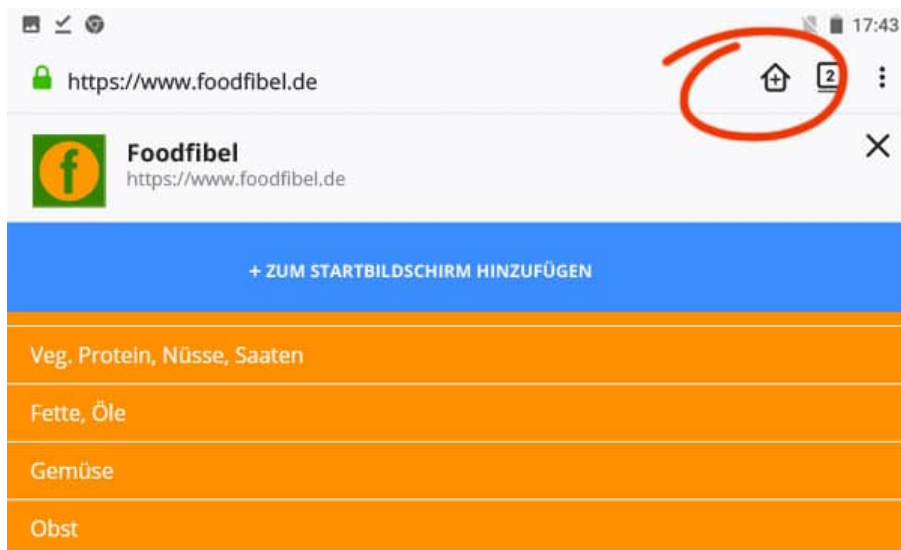 17:43
https://www.foodfibel.de
2
f
Foodfibel
https://www.foodfibel.de
+ ZUM STARTBILDSCHIRM HINZUFÜGEN
Veg. Protein, Nüsse, Saaten
Fette, Öle
Gemüse
Obst